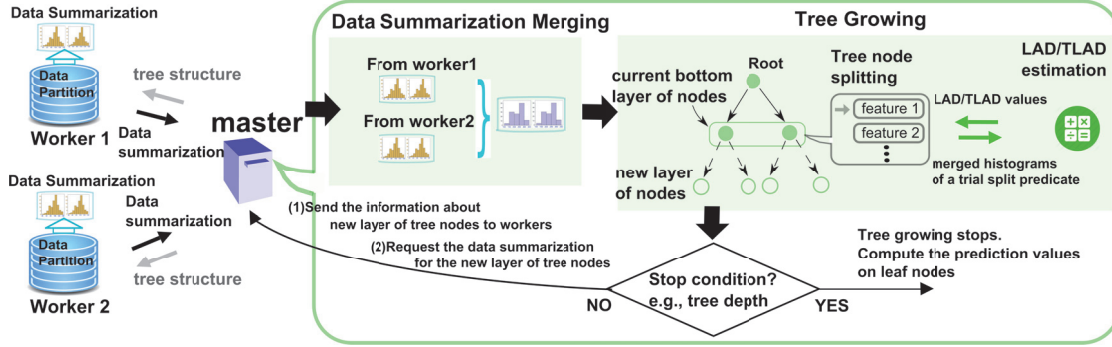 Data Summarization
Data
Partition
Worker 1
tree structure
Data
summarization
Data Summarization
Data
Partition
Worker 2
Data
summarization
tree structure
master
Data Summarization Merging
From worker1
From worker2
Tree Growing
current bottom
layer of nodes
Root
new layer
of nodes
Tree node
splitting
feature 1
feature 2
LAD/TLAD
estimation
LAD/TLAD values
merged histograms
of a trial split predicate
(1)Send the information about
new layer of tree nodes to workers
(2)Request the data summarization
for the new layer of tree nodes
Stop condition?
e.g., tree depth
NO
YES
Tree growing stops.
Compute the prediction values
on leaf nodes